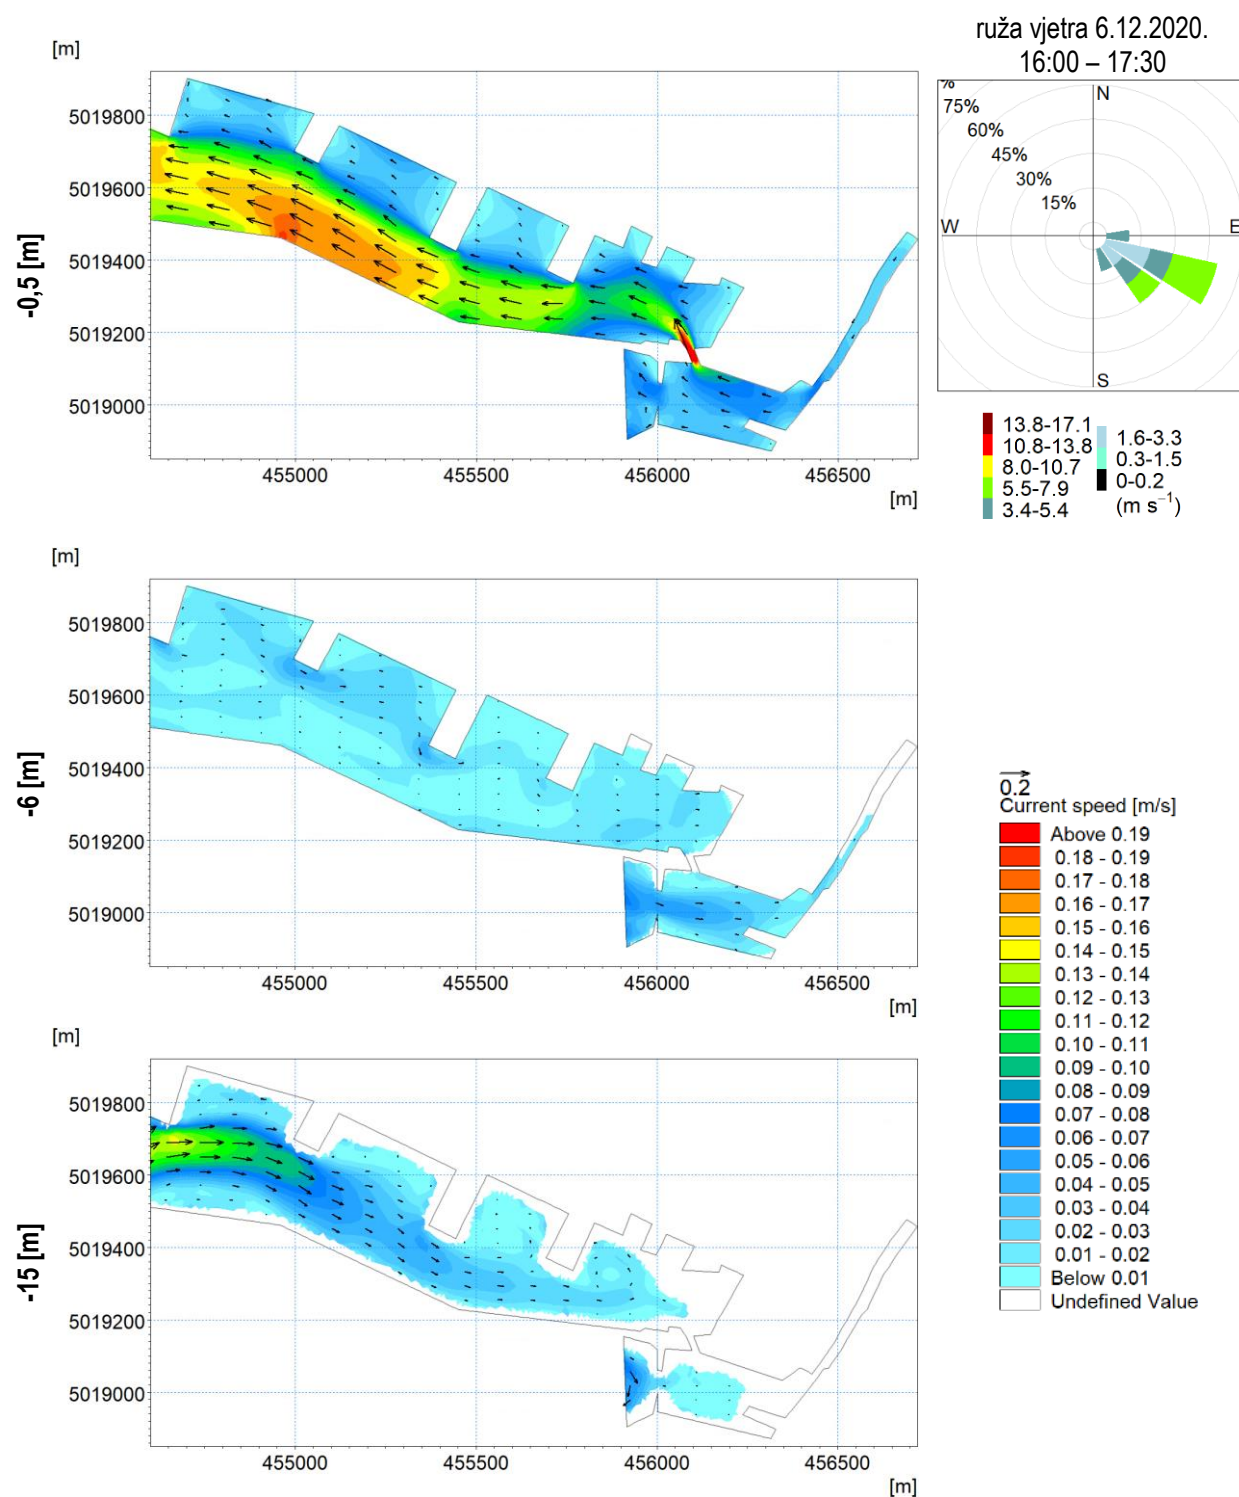 ruža vjetra 6.12.2020.
16:00 – 17:30
[m]
5019800
5019600
5019400
5019200
5019000
455000 455500 456000 456500
[m]
-0,5 [m]
%
75%
60%
45%
30%
15%
N
W
E
S
13.8-17.1
10.8-13.8
8.0-10.7
5.5-7.9
3.4-5.4
1.6-3.3
0.3-1.5
0-0.2
(m s⁻¹)
[m]
5019800
5019600
5019400
5019200
5019000
455000 455500 456000 456500
[m]
-6 [m]
[m]
5019800
5019600
5019400
5019200
5019000
455000 455500 456000 456500
[m]
-15 [m]
0.2
Current speed [m/s]
Above 0.19
0.18 - 0.19
0.17 - 0.18
0.16 - 0.17
0.15 - 0.16
0.14 - 0.15
0.13 - 0.14
0.12 - 0.13
0.11 - 0.12
0.10 - 0.11
0.09 - 0.10
0.08 - 0.09
0.07 - 0.08
0.06 - 0.07
0.05 - 0.06
0.04 - 0.05
0.03 - 0.04
0.02 - 0.03
0.01 - 0.02
Below 0.01
Undefined Value